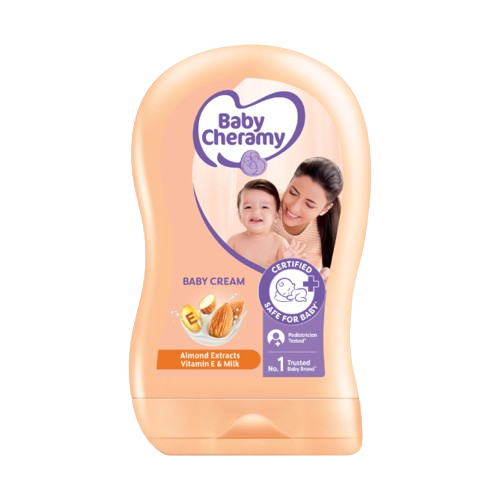 Baby
Cheramy
BABY CREAM
CERTIFIED
SAFE FOR BABY
E
Pediatrician
Tested*
Almond Extracts
Vitamin E & Milk
No.1 Trusted
Baby Brand^